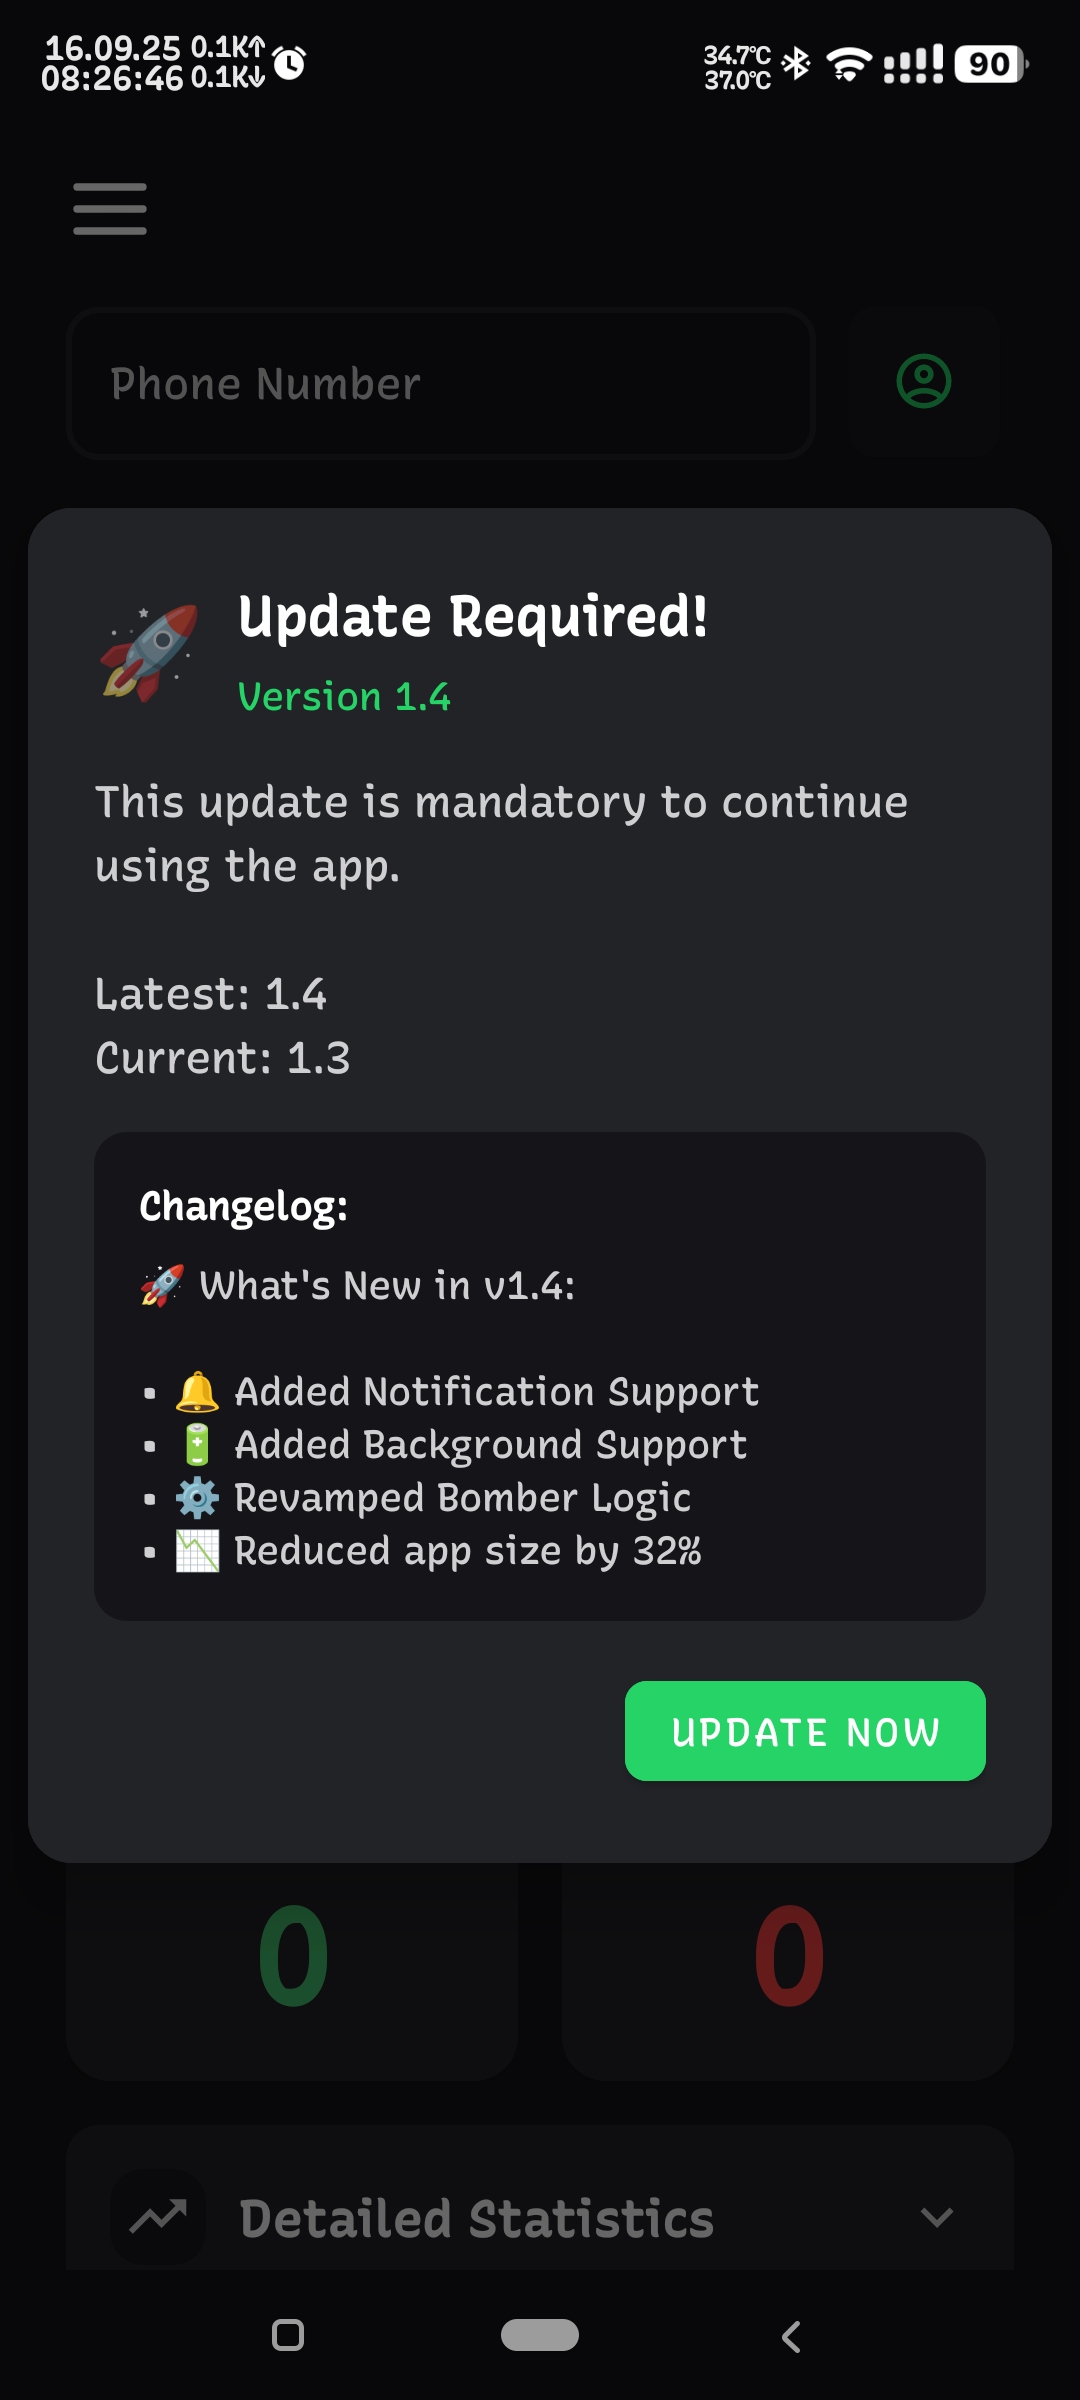 16.09.25 0.1K↑
08:26:46 0.1K↓
34.7°C
37.0°C
90
Phone Number
Update Required!
Version 1.4
This update is mandatory to continue
using the app.
Latest: 1.4
Current: 1.3
Changelog:
🚀 What's New in v1.4:
▪ 🔔 Added Notification Support
▪ 🔋 Added Background Support
▪ ⚙️ Revamped Bomber Logic
▪ 📉 Reduced app size by 32%
UPDATE NOW
0 0
Detailed Statistics